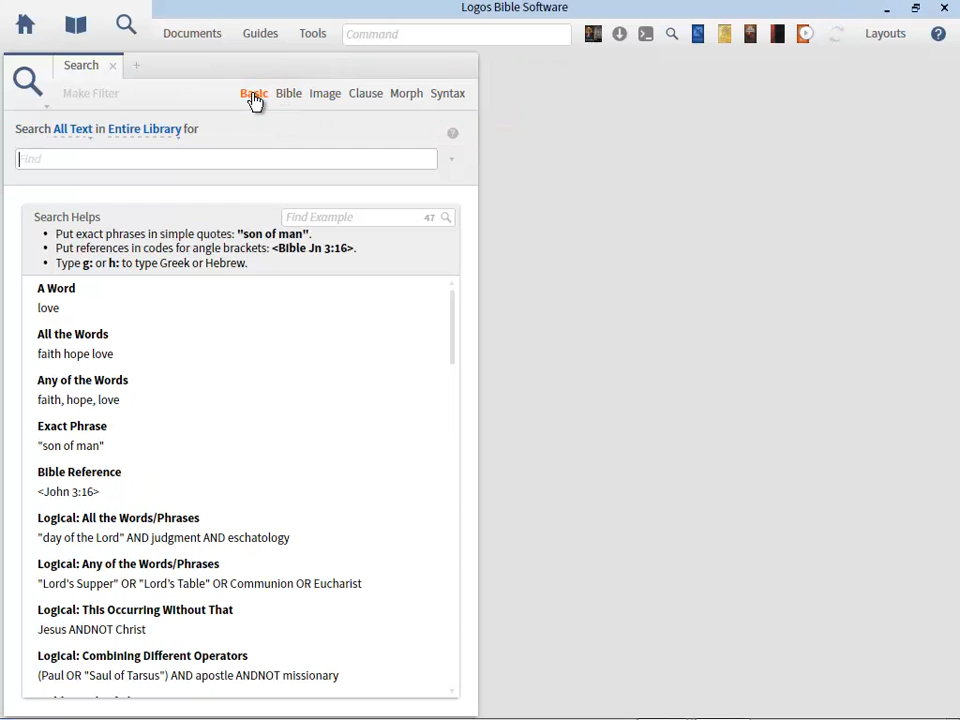 Logos Bible Software
Documents Guides Tools Command Layouts
Search
Make Filter Basic Bible Image Clause Morph Syntax
Search All Text in Entire Library for
Find
Search Helps Find Example 47
• Put exact phrases in simple quotes: "son of man".
• Put references in codes for angle brackets: <Bible Jn 3:16>.
• Type g: or h: to type Greek or Hebrew.
A Word
love
All the Words
faith hope love
Any of the Words
faith, hope, love
Exact Phrase
"son of man"
Bible Reference
<John 3:16>
Logical: All the Words/Phrases
"day of the Lord" AND judgment AND eschatology
Logical: Any of the Words/Phrases
"Lord's Supper" OR "Lord's Table" OR Communion OR Eucharist
Logical: This Occurring Without That
Jesus ANDNOT Christ
Logical: Combining Different Operators
(Paul OR "Saul of Tarsus") AND apostle ANDNOT missionary